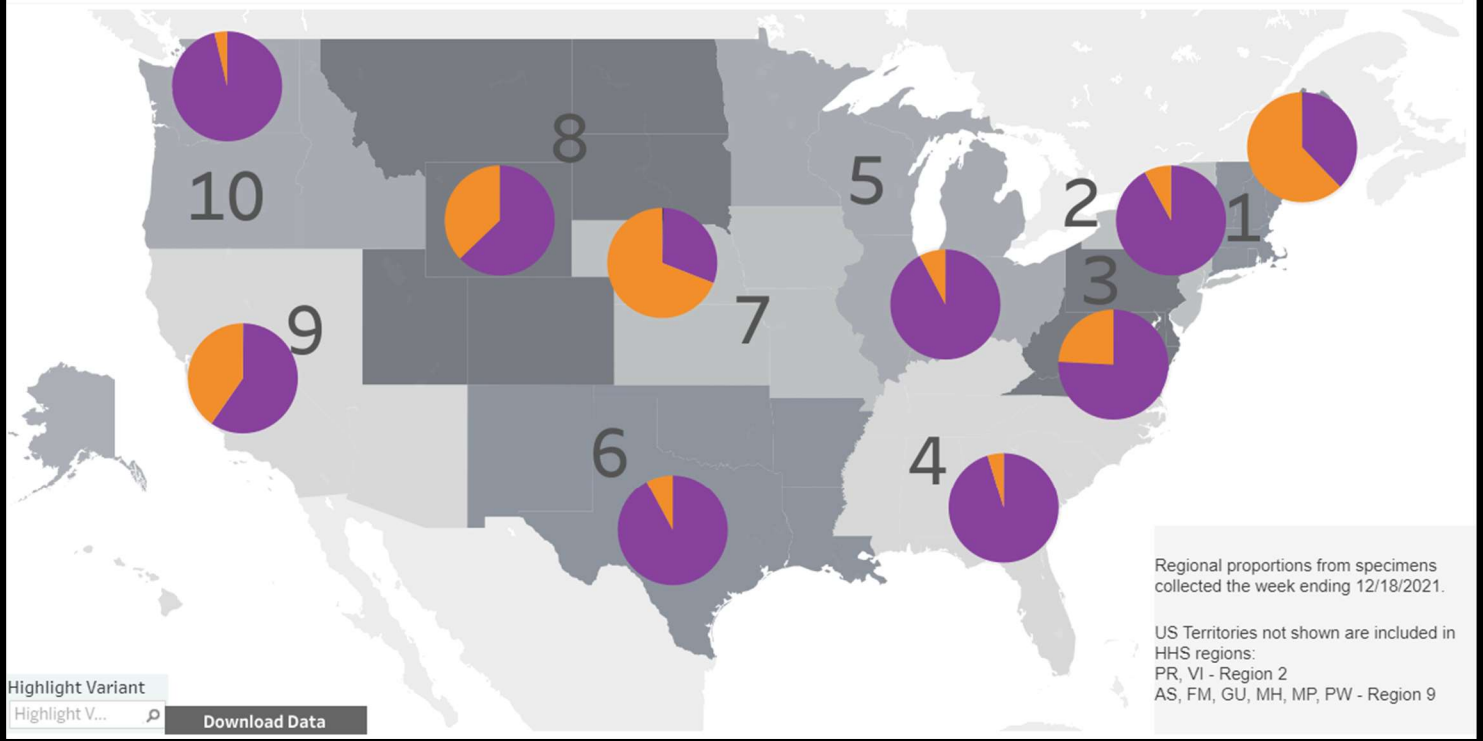 8
10
5
2
1
3
9
7
6
4
Regional proportions from specimens
collected the week ending 12/18/2021.
US Territories not shown are included in
HHS regions:
PR, VI - Region 2
AS, FM, GU, MH, MP, PW - Region 9
Highlight Variant
Highlight V...
Download Data